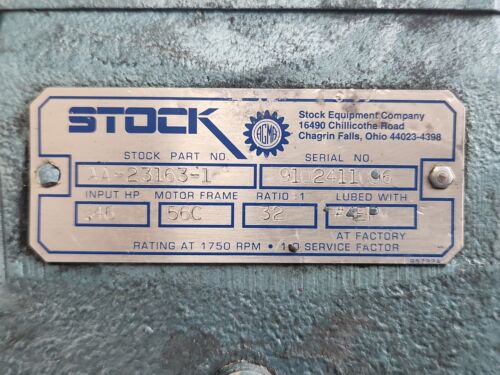 STOCK
AGMA
Stock Equipment Company
16490 Chillicothe Road
Chagrin Falls, Ohio 44023-4398
STOCK PART NO. SERIAL NO.
AA-23163-1 91 2411 06
INPUT HP MOTOR FRAME RATIO :1 LUBED WITH
.46 56C 32
AT FACTORY
RATING AT 1750 RPM • 1.0 SERVICE FACTOR